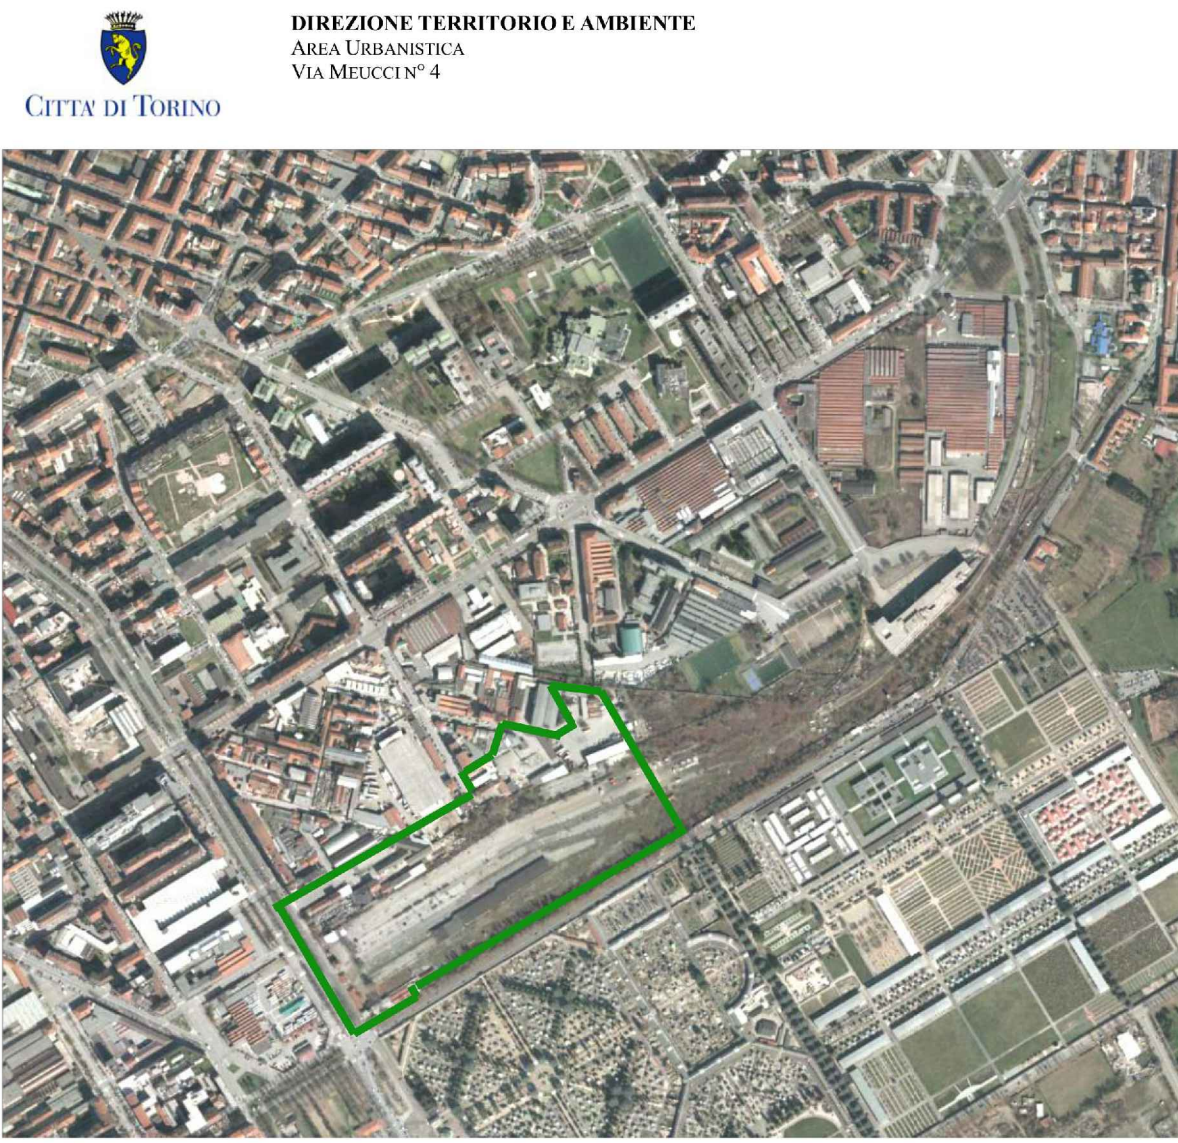 DIREZIONE TERRITORIO E AMBIENTE
AREA URBANISTICA
VIA MEUCCI N° 4
CITTA' DI TORINO